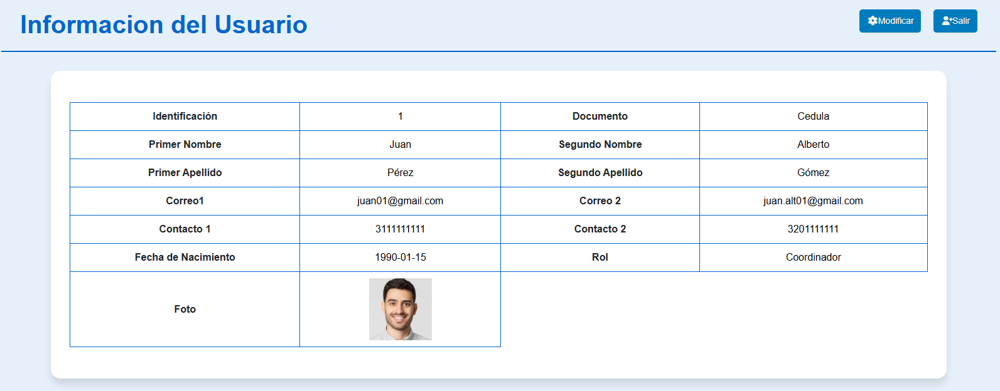 Informacion del Usuario
Modificar
Salir
Identificación 1 Documento Cedula
Primer Nombre Juan Segundo Nombre Alberto
Primer Apellido Pérez Segundo Apellido Gómez
Correo1 juan01@gmail.com Correo 2 juan.alt01@gmail.com
Contacto 1 3111111111 Contacto 2 3201111111
Fecha de Nacimiento 1990-01-15 Rol Coordinador
Foto